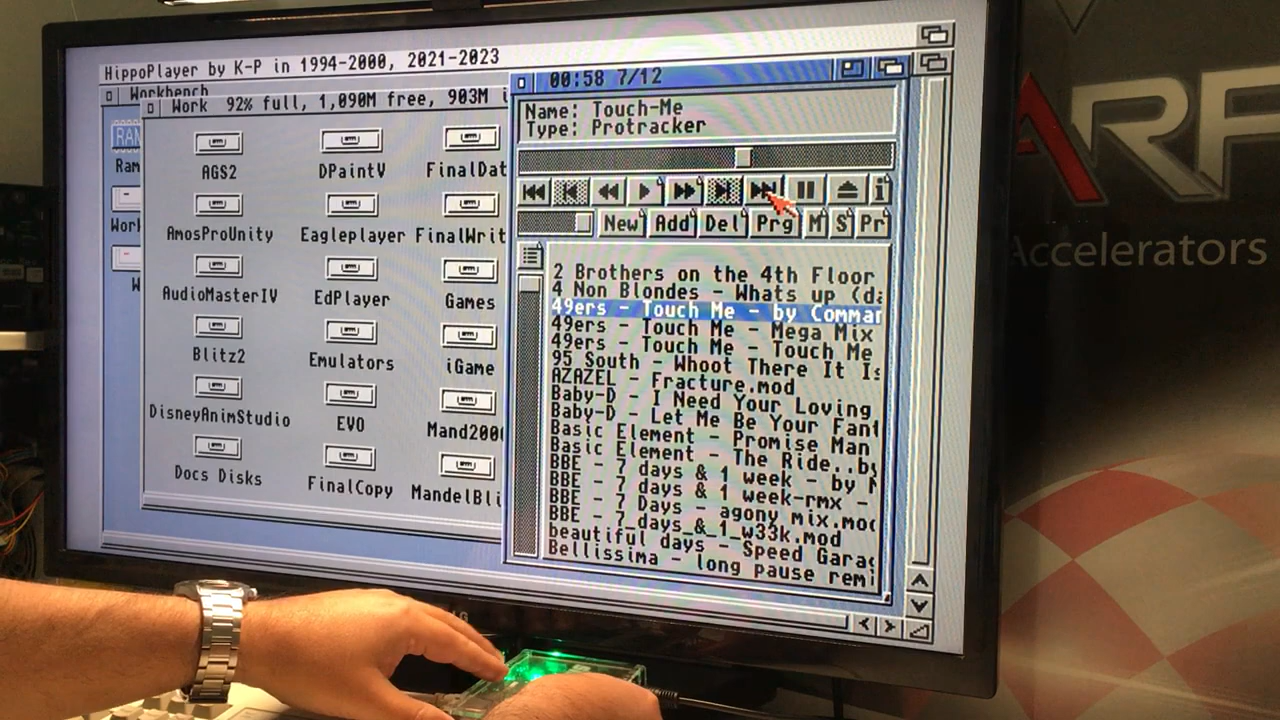 HippoPlayer by K-P in 1994-2000, 2021-2023
Workbench
Work 92% full, 1,090M free, 903M
RAM
Ram
Work
W
AGS2
DPaintV
FinalDat
AmosProUnity
Eagleplayer
FinalWrit
AudioMasterIV
EdPlayer
Games
Blitz2
Emulators
iGame
DisneyAnimStudio
EVO
Mand2000
Docs Disks
FinalCopy
MandelBli
00:58 7/12
Name: Touch-Me
Type: Protracker
i
New Add Del Prg M S Pr
2 Brothers on the 4th Floor
4 Non Blondes - Whats up (da
49ers - Touch Me - by Comman
49ers - Touch Me - Mega Mix
49ers - Touch Me - Touch Me
95 South - Whoot There It Is
AZAZEL - Fracture.mod
Baby-D - I Need Your Loving
Baby-D - Let Me Be Your Fant
Basic Element - Promise Man
Basic Element - The Ride..by
BBE - 7 days & 1 week - by
BBE - 7 days & 1 week-rmx -
BBE - 7 Days - agony mix.mod
BBE - 7_days_&_1_w33k.mod
beautiful days - Speed Garag
Bellissima - long pause remi
Accelerators